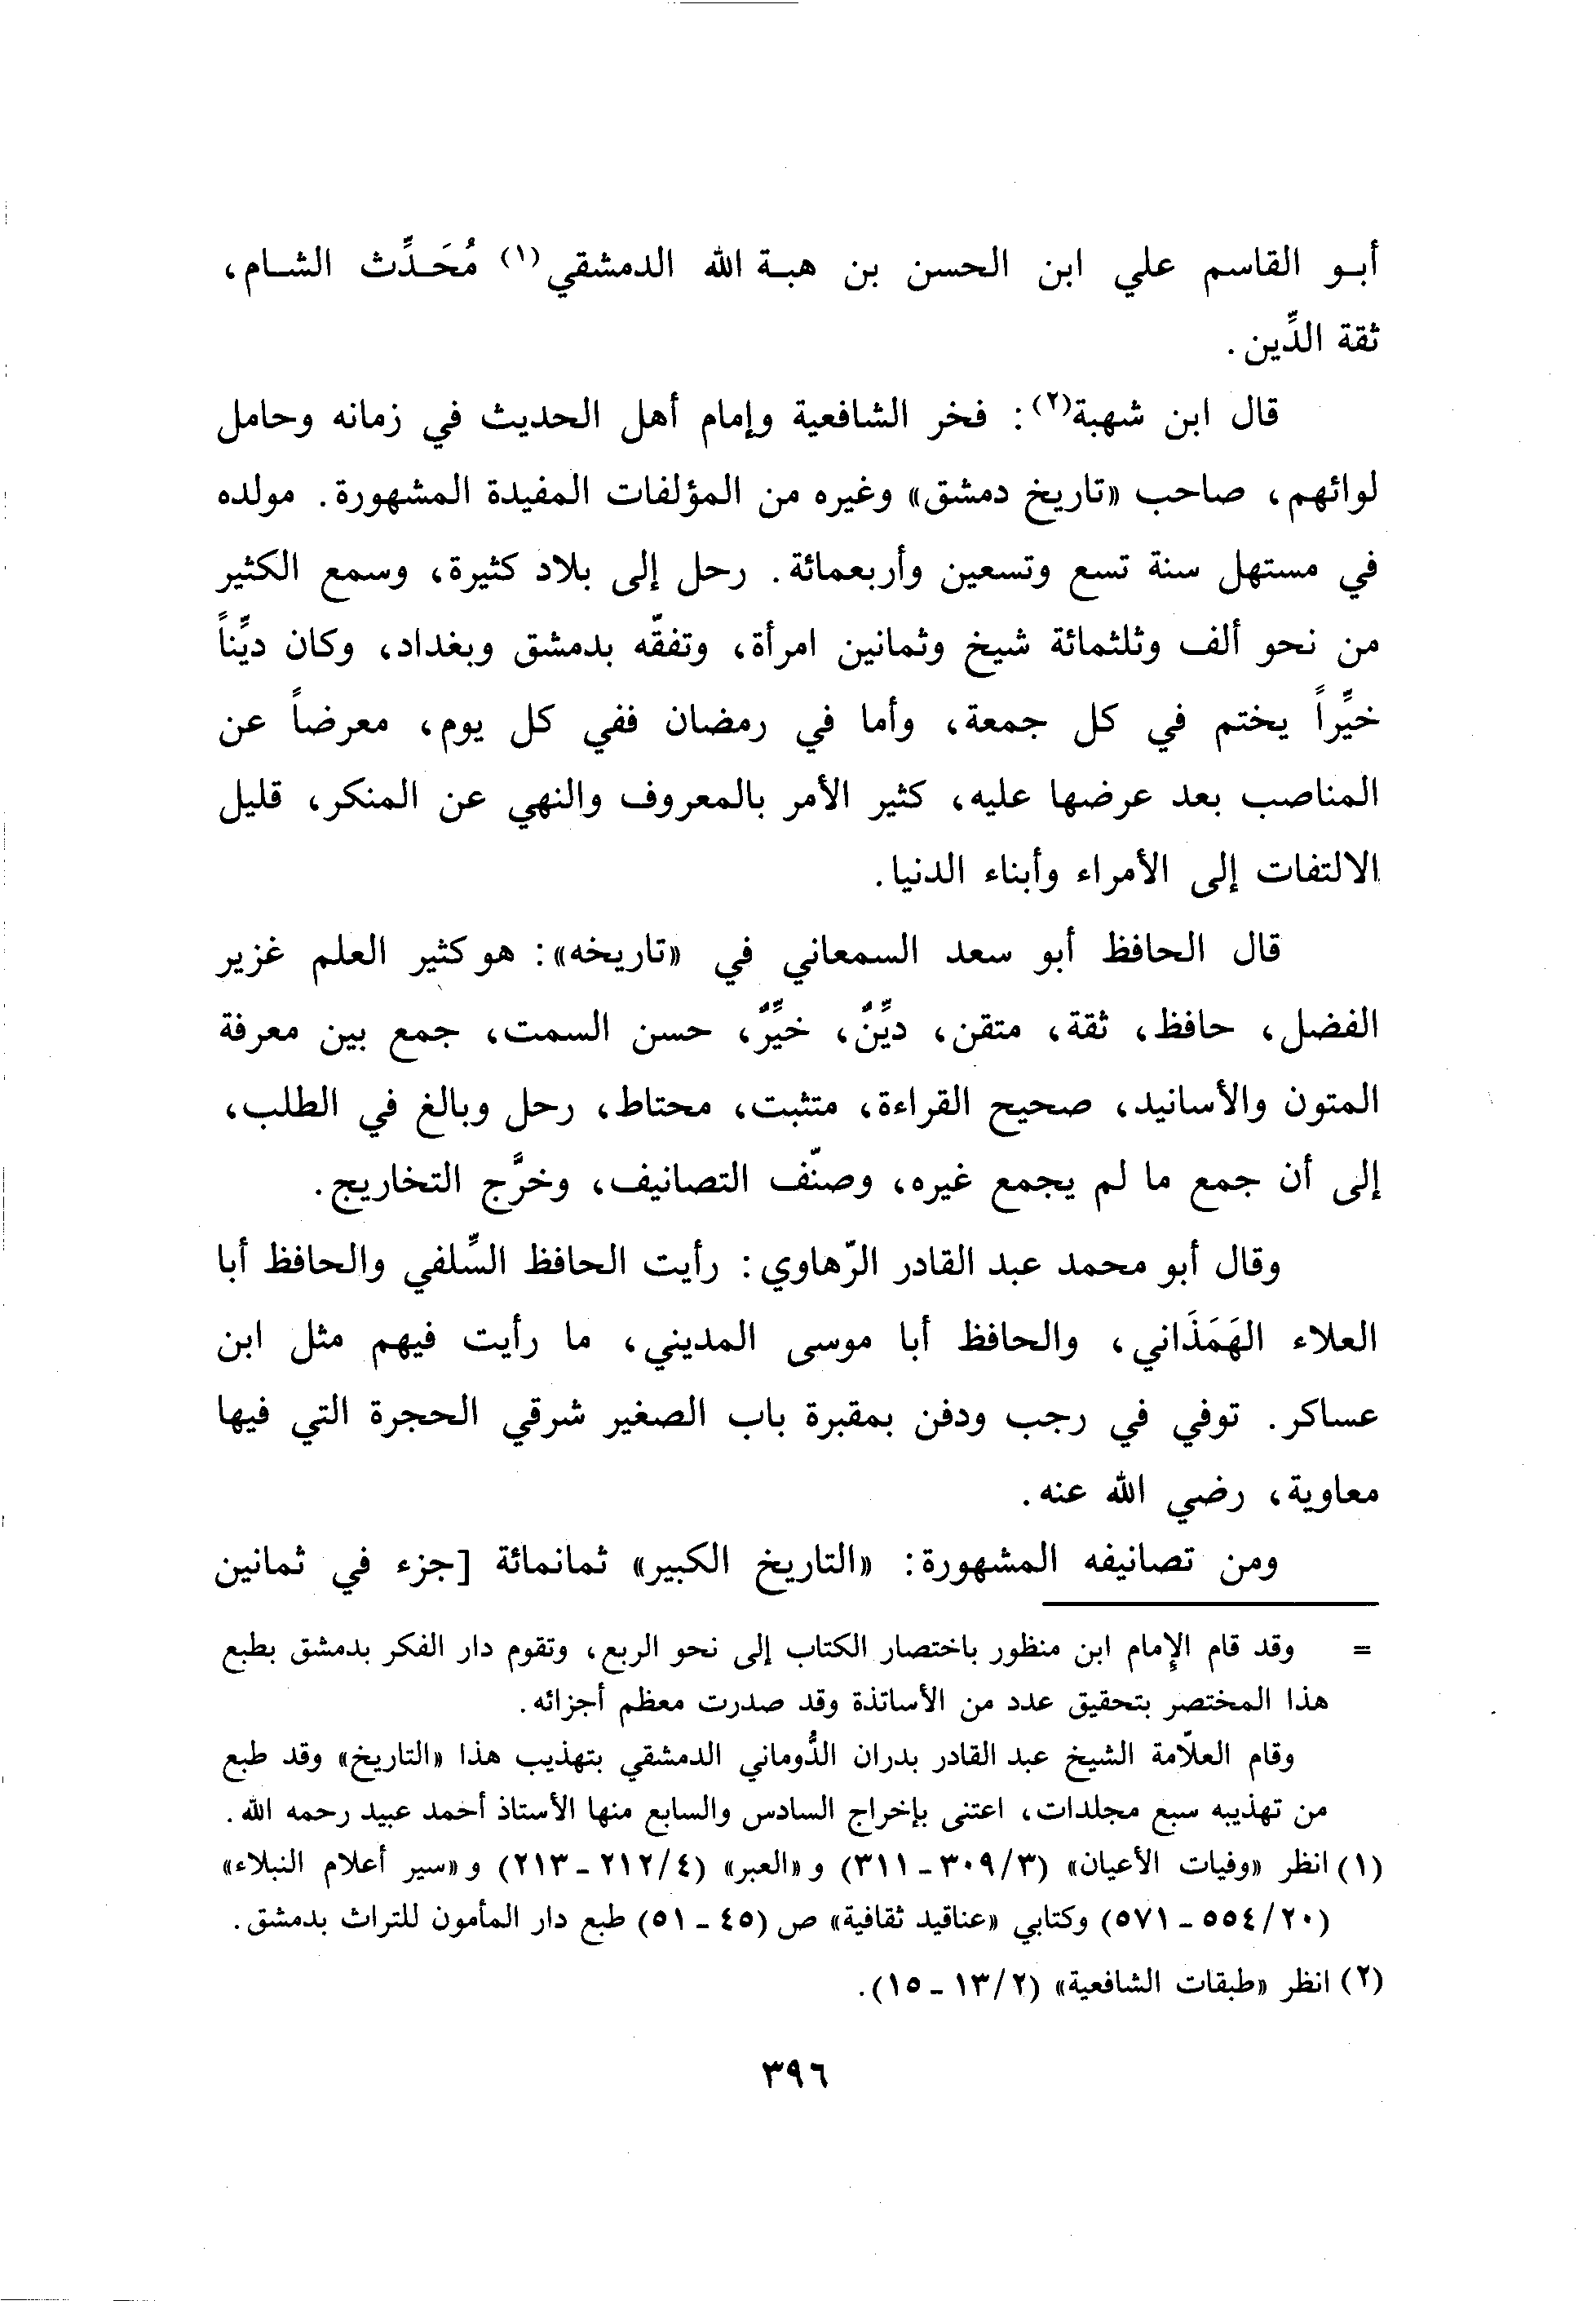 أبـو القاسم علي ابن الحسن بن هبـة الله الدمشقي(١) مُحَـدِّث الشـام،
ثقة الدِّين.
قال ابن شهبة(٢): فخر الشافعية وإمام أهل الحديث في زمانه وحامل
لوائهم، صاحب «تاريخ دمشق» وغيره من المؤلفات المفيدة المشهورة. مولده
في مستهل سنة تسع وتسعين وأربعمائة. رحل إلى بلاد كثيرة، وسمع الكثير
من نحو ألف وثلثمائة شيخ وثمانين امرأة، وتفقّه بدمشق وبغداد، وكان ديِّناً
خيِّراً يختم في كل جمعة، وأما في رمضان ففي كل يوم، معرضاً عن
المناصب بعد عرضها عليه، كثير الأمر بالمعروف والنهي عن المنكر، قليل
الالتفات إلى الأمراء وأبناء الدنيا.
قال الحافظ أبو سعد السمعاني في «تاريخه»: هو كثير العلم غزير
الفضل، حافظ، ثقة، متقن، ديِّنٌ، خيِّرٌ، حسن السمت، جمع بين معرفة
المتون والأسانيد، صحيح القراءة، متثبت، محتاط، رحل وبالغ في الطلب،
إلى أن جمع ما لم يجمع غيره، وصنّف التصانيف، وخرَّج التخاريج.
وقال أبو محمد عبد القادر الرّهاوي: رأيت الحافظ السِّلفي والحافظ أبا
العلاء الهَمَذَاني، والحافظ أبا موسى المديني، ما رأيت فيهم مثل ابن
عساكر. توفي في رجب ودفن بمقبرة باب الصغير شرقي الحجرة التي فيها
معاوية، رضي الله عنه.
ومن تصانيفه المشهورة: «التاريخ الكبير» ثمانمائة [جزء في ثمانين
= وقد قام الإمام ابن منظور باختصار الكتاب إلى نحو الربع، وتقوم دار الفكر بدمشق بطبع
هذا المختصر بتحقيق عدد من الأساتذة وقد صدرت معظم أجزائه.
وقام العلاّمة الشيخ عبد القادر بدران الدُّوماني الدمشقي بتهذيب هذا «التاريخ» وقد طبع
من تهذيبه سبع مجلدات، اعتنى بإخراج السادس والسابع منها الأستاذ أحمد عبيد رحمه الله.
(١) انظر «وفيات الأعيان» (٣٠٩/٣ - ٣١١) و «العبر» (٢١٢/٤ - ٢١٣) و «سير أعلام النبلاء»
(٥٥٤/٢٠ - ٥٧١) وكتابي «عناقيد ثقافية» ص (٤٥ - ٥١) طبع دار المأمون للتراث بدمشق.
(٢) انظر «طبقات الشافعية» (١٣/٢ - ١٥).
٣٩٦